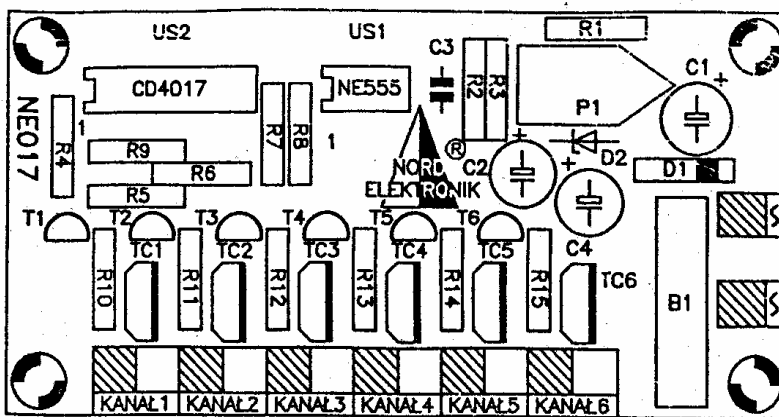 US2
US1
R1
C3
C1
+
CD4017
NE555
R2
R3
P1
NE017
R4
1
R7
R8
1
R9
R6
R5
®
NORD
ELEKTRONIK
+
C2
+
D2
D1
T1
T2
T3
T4
T5
T6
C4
TC1
TC2
TC3
TC4
TC5
TC6
R10
R11
R12
R13
R14
R15
B1
KANAŁ1
KANAŁ2
KANAŁ3
KANAŁ4
KANAŁ5
KANAŁ6